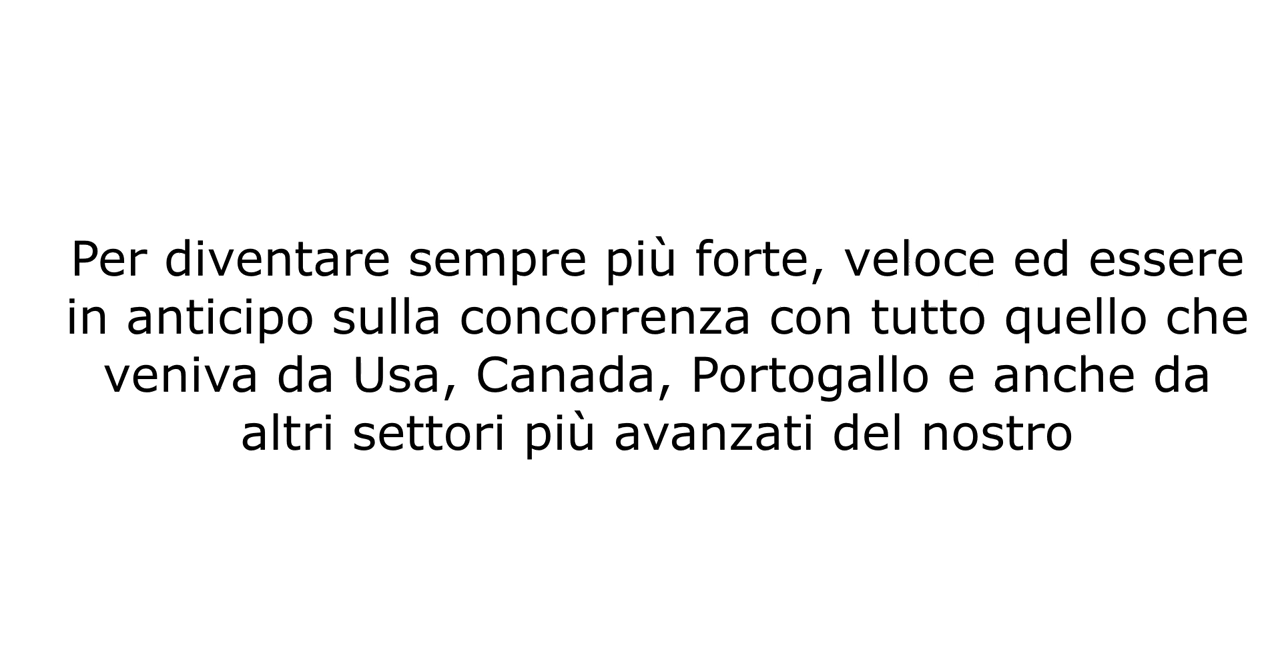 Per diventare sempre più forte, veloce ed essere
in anticipo sulla concorrenza con tutto quello che
veniva da Usa, Canada, Portogallo e anche da
altri settori più avanzati del nostro